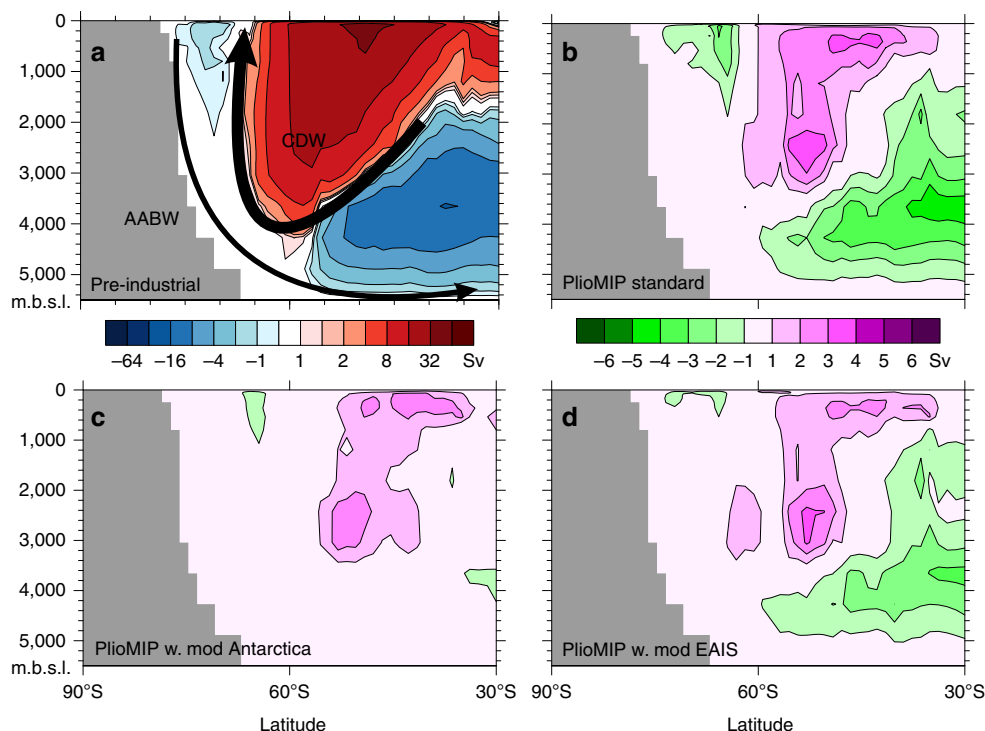 a
b
0
1,000
2,000
3,000
4,000
5,000
m.b.s.l.
CDW
AABW
Pre-industrial
PlioMIP standard
−64 −16 −4 −1 1 2 8 32 Sv
−6 −5 −4 −3 −2 −1 1 2 3 4 5 6 Sv
c
d
0
1,000
2,000
3,000
4,000
5,000
m.b.s.l.
PlioMIP w. mod Antarctica
PlioMIP w. mod EAIS
90°S 60°S 30°S
90°S 60°S 30°S
Latitude
Latitude